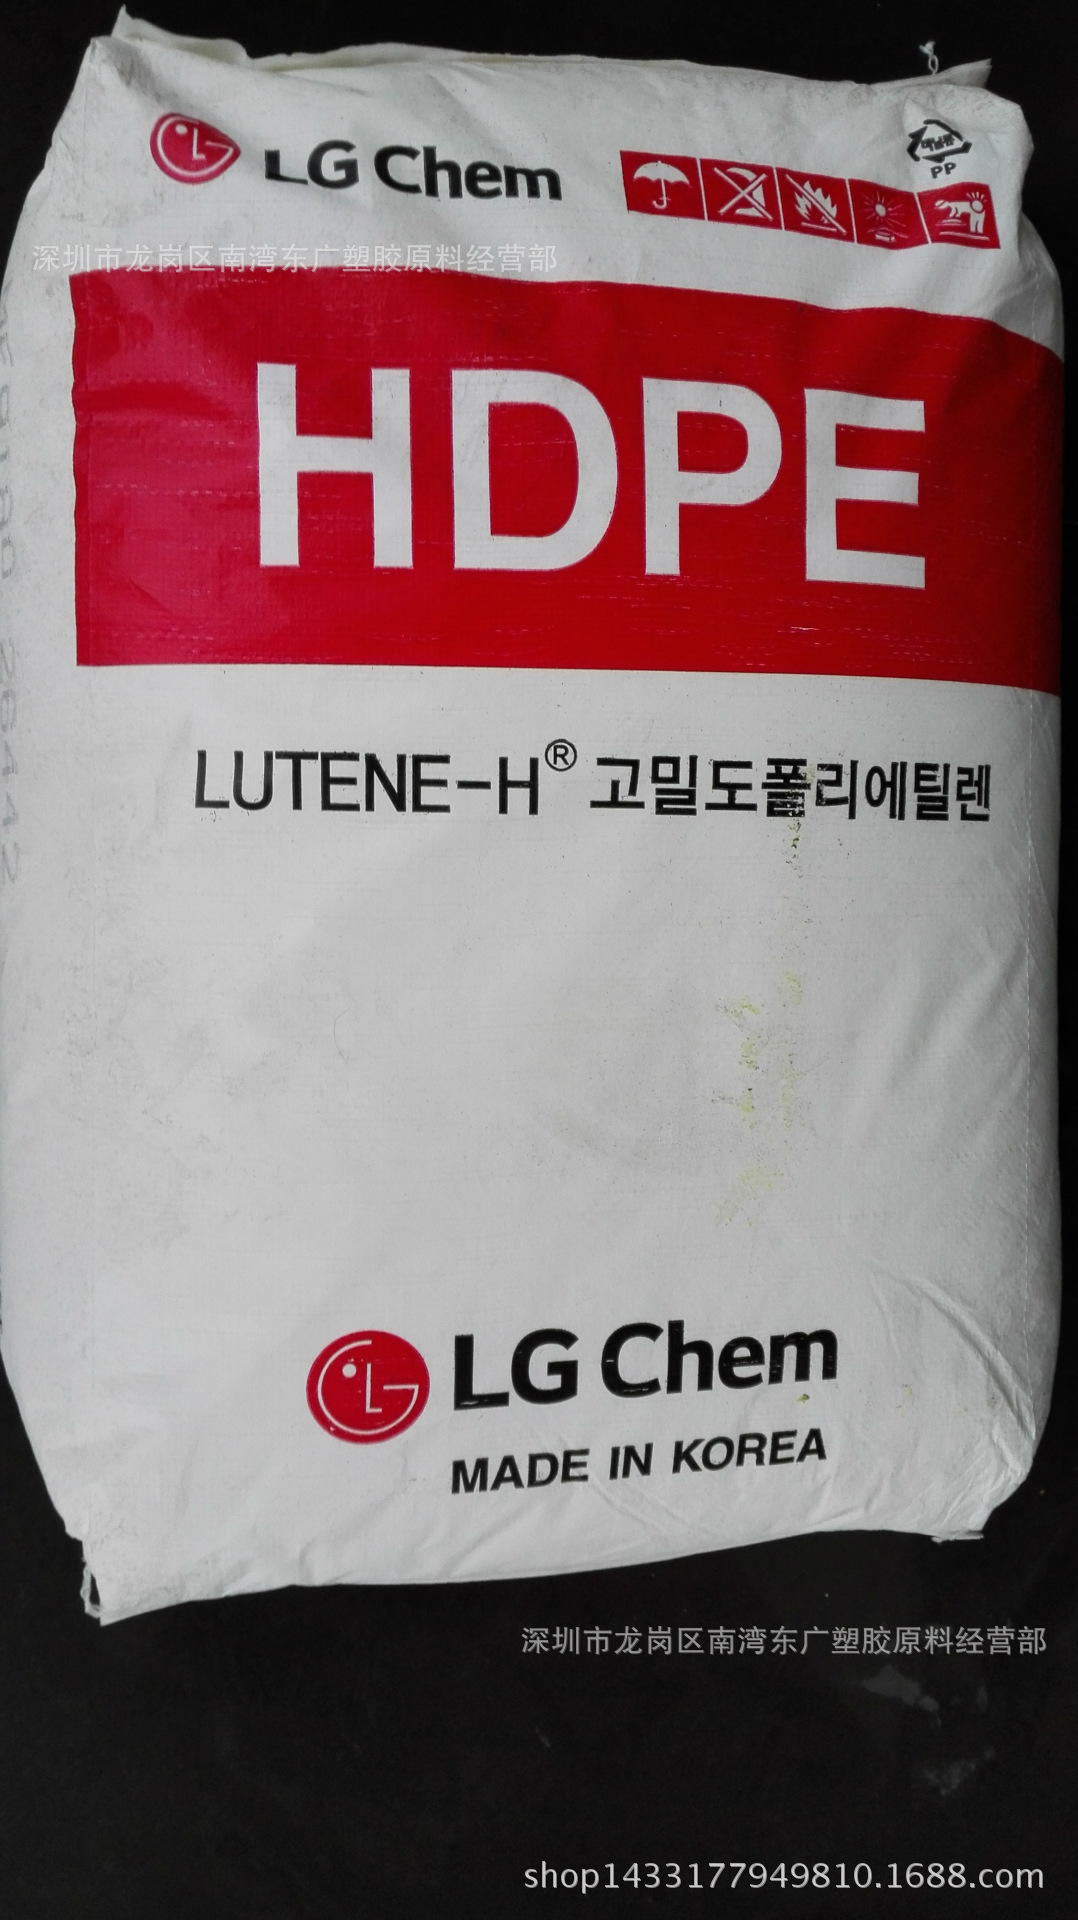 LG Chem
PP
深圳市龙岗区南湾东广塑胶原料经营部
HDPE
LUTENE-H® 고밀도폴리에틸렌
LG Chem
MADE IN KOREA
深圳市龙岗区南湾东广塑胶原料经营部
shop1433177949810.1688.com